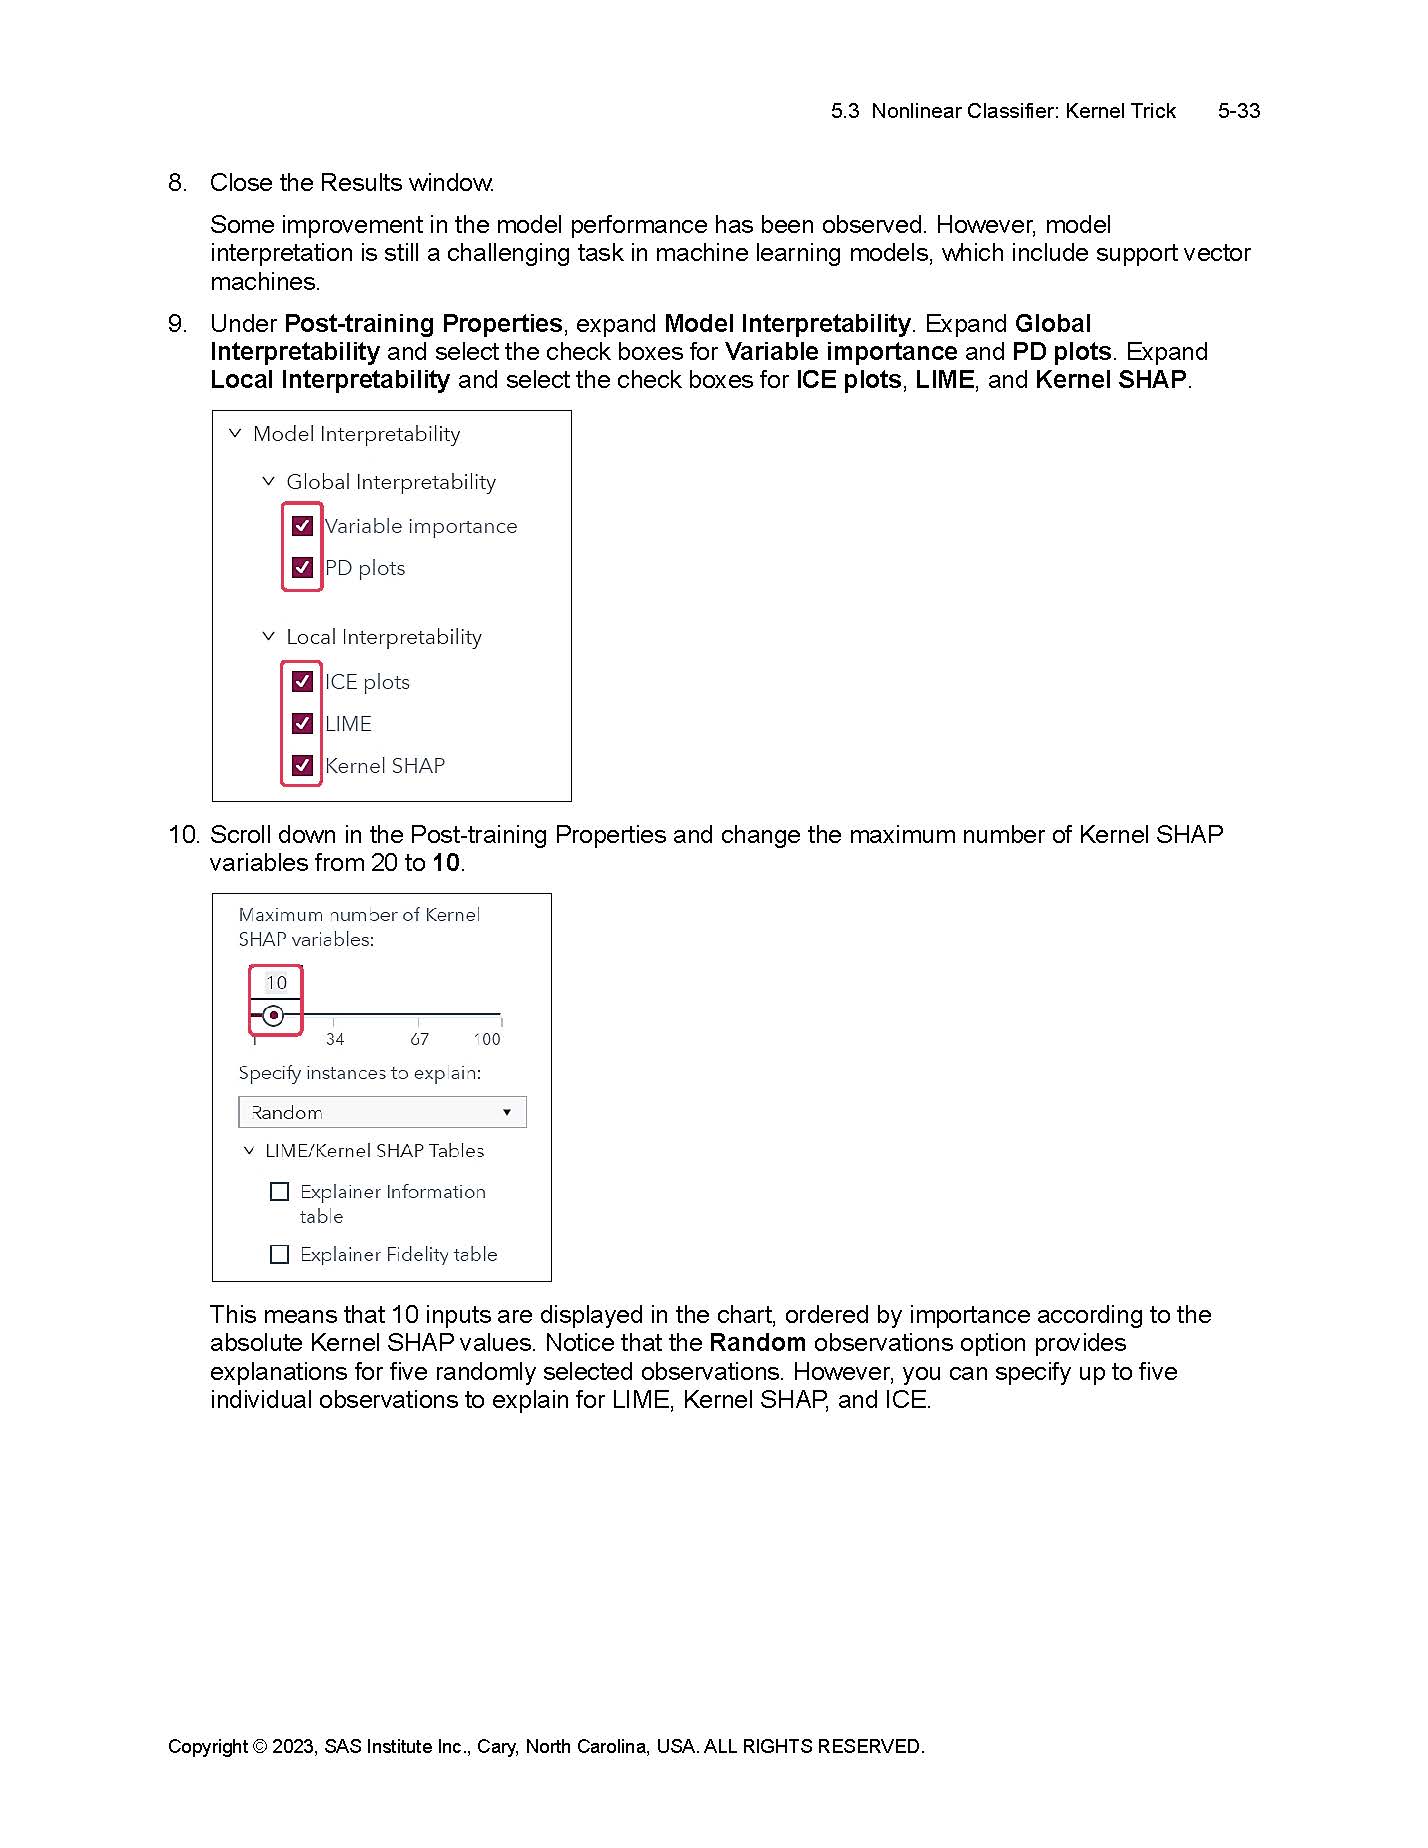 5.3 Nonlinear Classifier: Kernel Trick 5-33
8. Close the Results window.
Some improvement in the model performance has been observed. However, model
interpretation is still a challenging task in machine learning models, which include support vector
machines.
9. Under Post-training Properties, expand Model Interpretability. Expand Global
Interpretability and select the check boxes for Variable importance and PD plots. Expand
Local Interpretability and select the check boxes for ICE plots, LIME, and Kernel SHAP.
Model Interpretability
Global Interpretability
Variable importance
PD plots
Local Interpretability
ICE plots
LIME
Kernel SHAP
10. Scroll down in the Post-training Properties and change the maximum number of Kernel SHAP
variables from 20 to 10.
Maximum number of Kernel
SHAP variables:
10
1 34 67 100
Specify instances to explain:
Random
LIME/Kernel SHAP Tables
Explainer Information
table
Explainer Fidelity table
This means that 10 inputs are displayed in the chart, ordered by importance according to the
absolute Kernel SHAP values. Notice that the Random observations option provides
explanations for five randomly selected observations. However, you can specify up to five
individual observations to explain for LIME, Kernel SHAP, and ICE.
Copyright © 2023, SAS Institute Inc., Cary, North Carolina, USA. ALL RIGHTS RESERVED.